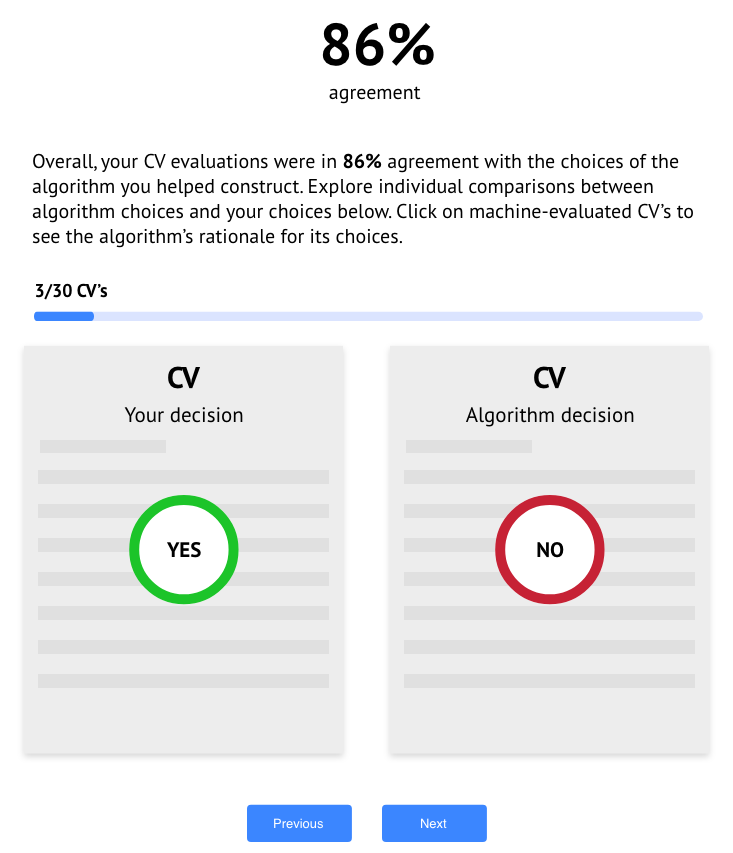 86%
agreement
Overall, your CV evaluations were in 86% agreement with the choices of the
algorithm you helped construct. Explore individual comparisons between
algorithm choices and your choices below. Click on machine-evaluated CV’s to
see the algorithm’s rationale for its choices.
3/30 CV’s
CV
Your decision
YES
CV
Algorithm decision
NO
Previous
Next